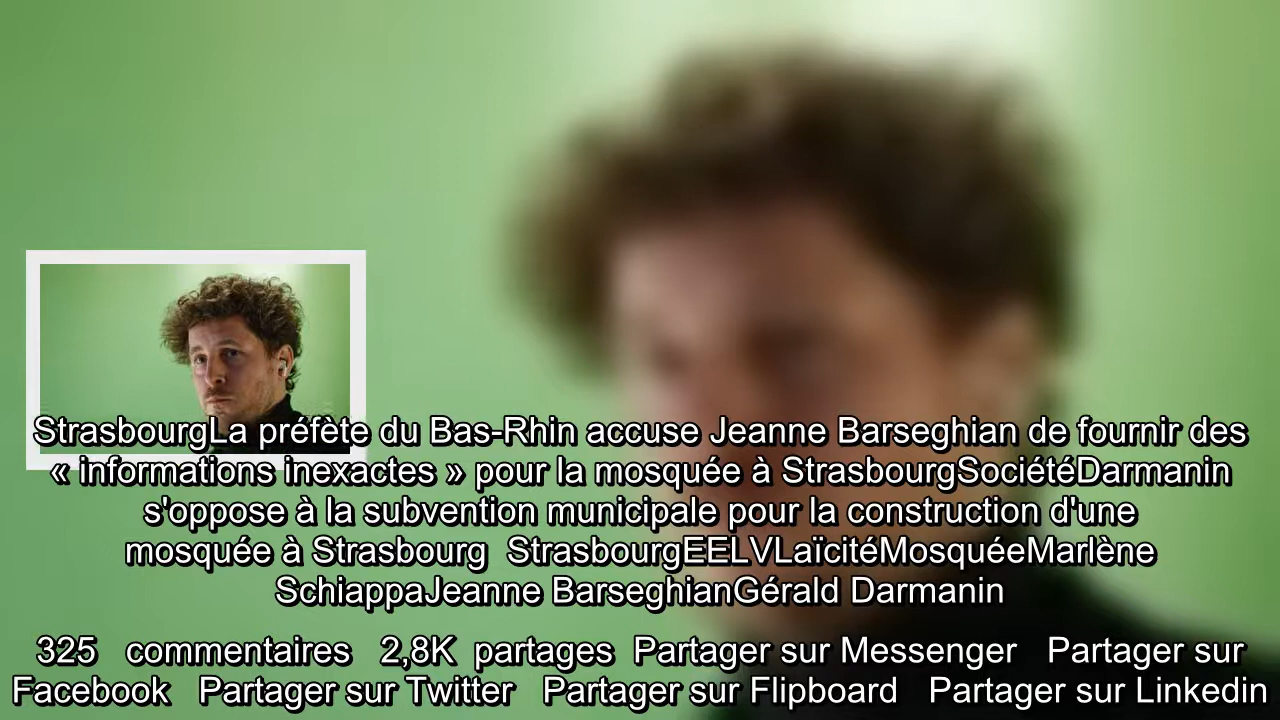 StrasbourgLa préfète du Bas-Rhin accuse Jeanne Barseghian de fournir des
« informations inexactes » pour la mosquée à StrasbourgSociétéDarmanin
s'oppose à la subvention municipale pour la construction d'une
mosquée à Strasbourg StrasbourgEELVLaïcitéMosquéeMarlène
SchiappaJeanne BarseghianGérald Darmanin
325 commentaires 2,8K partages Partager sur Messenger Partager sur
Facebook Partager sur Twitter Partager sur Flipboard Partager sur Linkedin